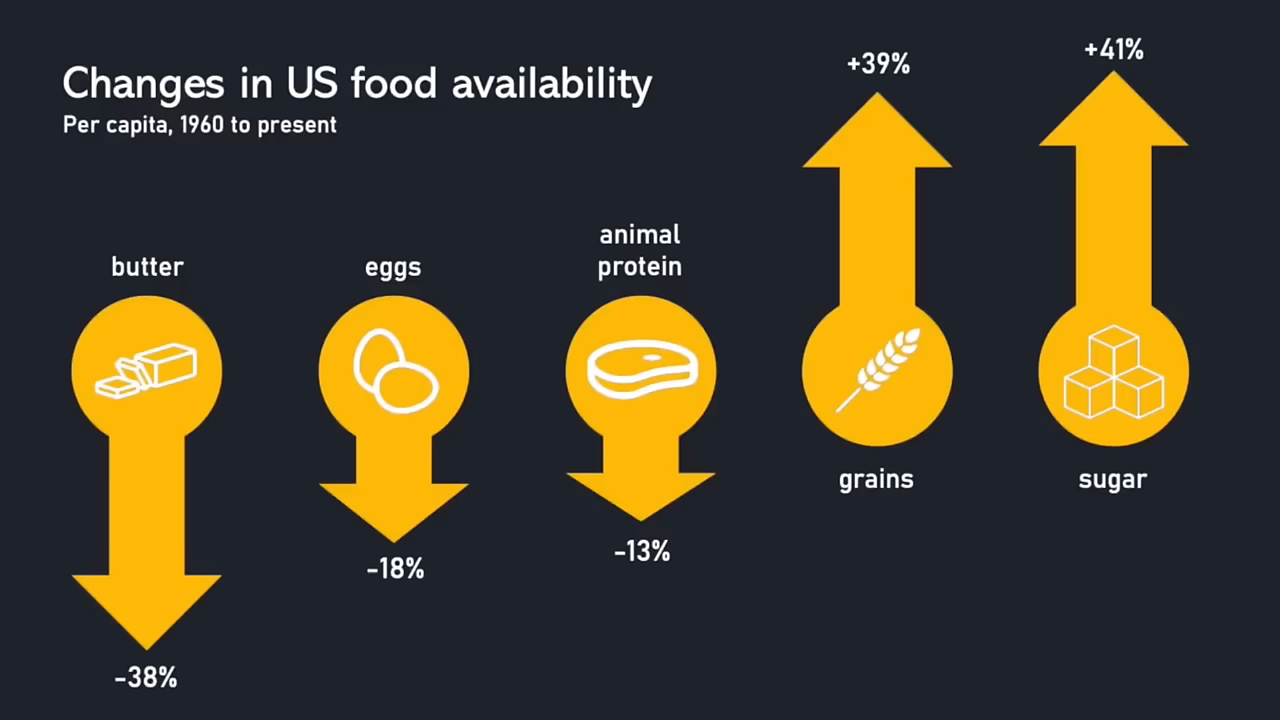 Changes in US food availability
Per capita, 1960 to present
butter
-38%
eggs
-18%
animal
protein
-13%
+39%
grains
+41%
sugar